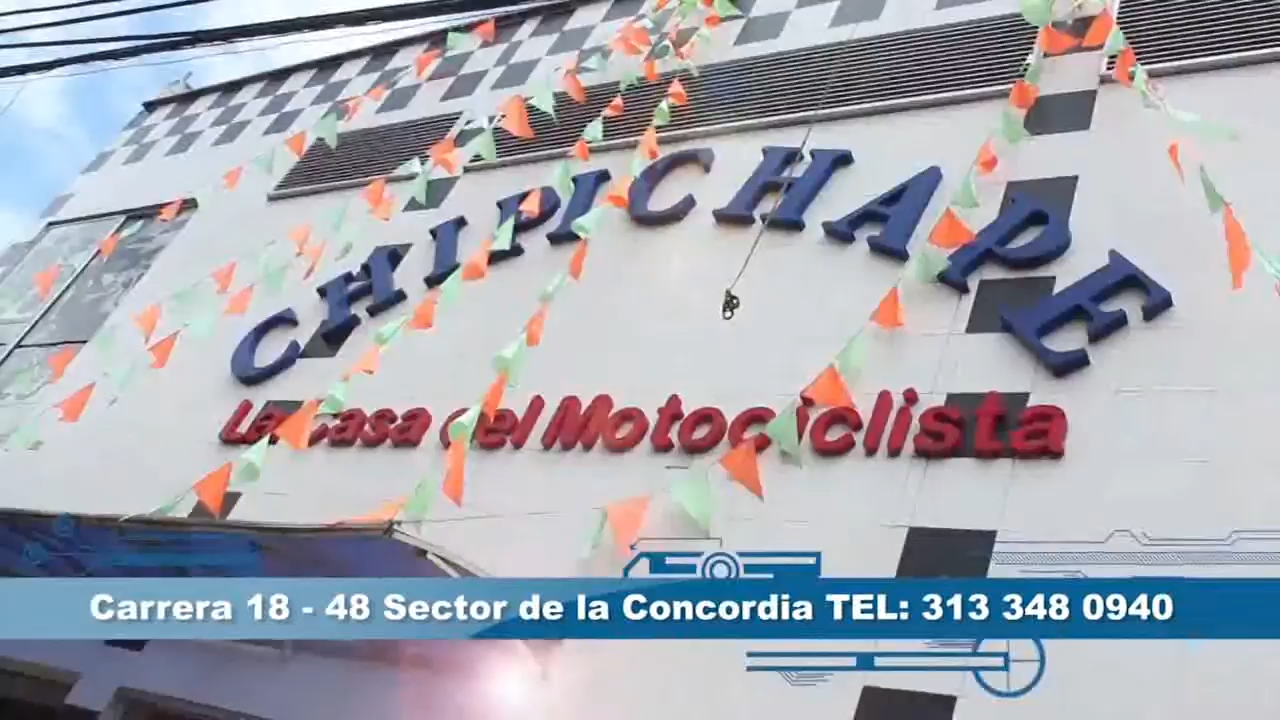 CHIPICHAPE
La Casa del Motociclista
Carrera 18 - 48 Sector de la Concordia TEL: 313 348 0940